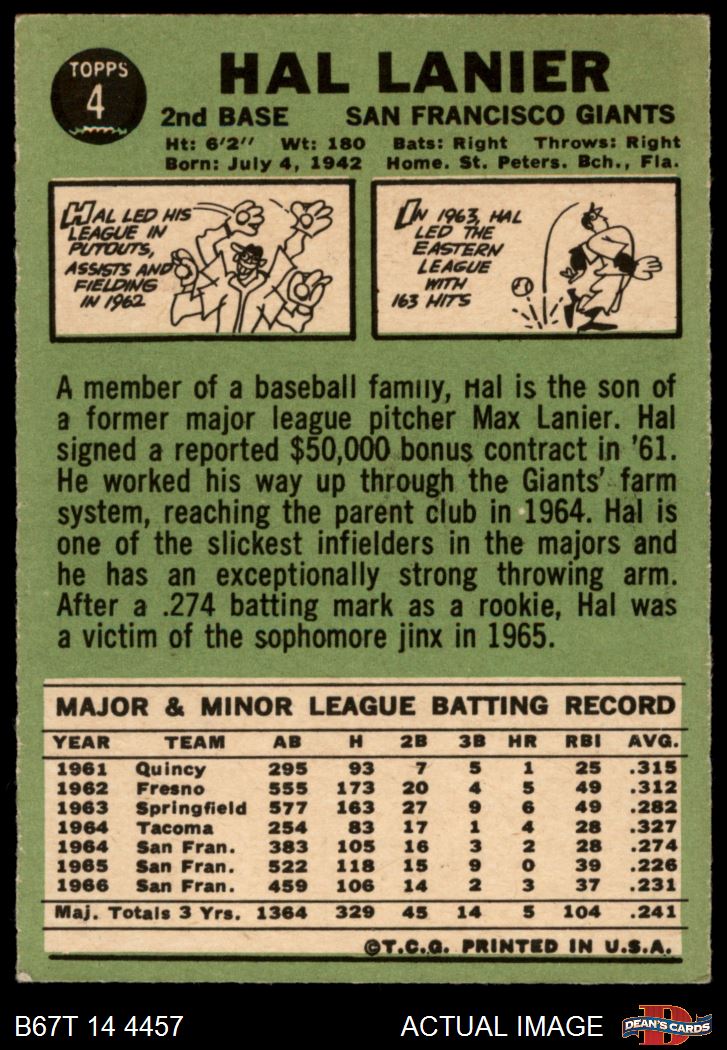 TOPPS
4
HAL LANIER
2nd BASE SAN FRANCISCO GIANTS
Ht: 6'2" Wt: 180 Bats: Right Throws: Right
Born: July 4, 1942 Home. St. Peters. Bch., Fla.
HAL LED HIS
LEAGUE IN
PUTOUTS,
ASSISTS AND
FIELDING
IN 1962
IN 1963, HAL
LED THE
EASTERN
LEAGUE
WITH
163 HITS
A member of a baseball family, Hal is the son of
a former major league pitcher Max Lanier. Hal
signed a reported $50,000 bonus contract in '61.
He worked his way up through the Giants' farm
system, reaching the parent club in 1964. Hal is
one of the slickest infielders in the majors and
he has an exceptionally strong throwing arm.
After a .274 batting mark as a rookie, Hal was
a victim of the sophomore jinx in 1965.
MAJOR & MINOR LEAGUE BATTING RECORD
YEAR TEAM AB H 2B 3B HR RBI AVG.
1961 Quincy 295 93 7 5 1 25 .315
1962 Fresno 555 173 20 4 5 49 .312
1963 Springfield 577 163 27 9 6 49 .282
1964 Tacoma 254 83 17 1 4 28 .327
1964 San Fran. 383 105 16 3 2 28 .274
1965 San Fran. 522 118 15 9 0 39 .226
1966 San Fran. 459 106 14 2 3 37 .231
Maj. Totals 3 Yrs. 1364 329 45 14 5 104 .241
©T.C.G. PRINTED IN U.S.A.
B67T 14 4457 ACTUAL IMAGE
D
DEAN'S CARDS